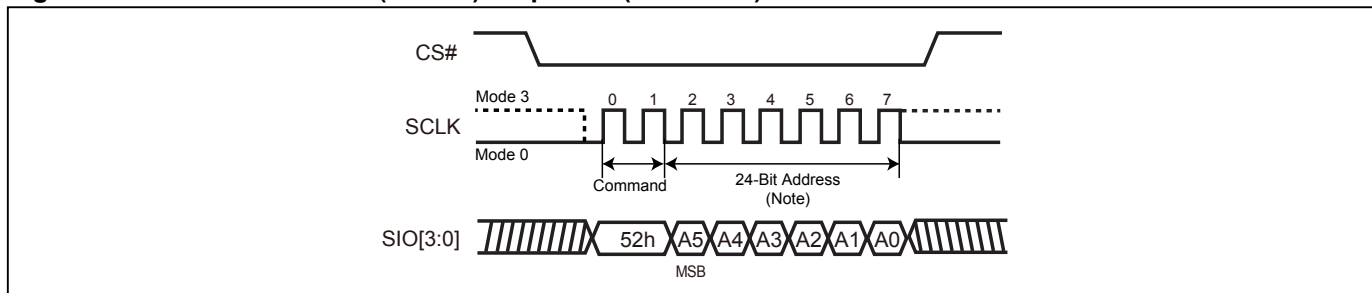 CS#
Mode 3
0 1 2 3 4 5 6 7
SCLK
Mode 0
Command
24-Bit Address
(Note)
SIO[3:0]
52h A5 A4 A3 A2 A1 A0
MSB